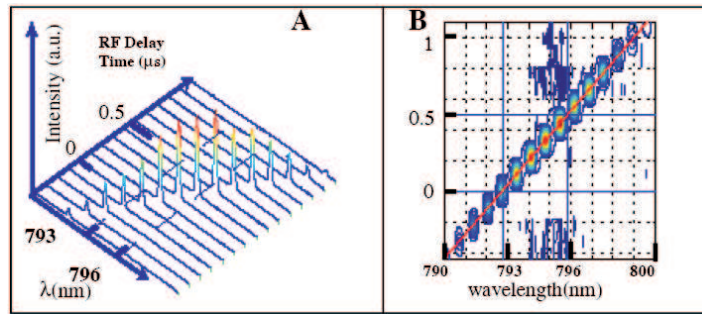 A
RF Delay
Time (μs)
Intensity (a.u.)
0.5
0
793
796
λ(nm)
B
1
0.5
0
790 793 796 800
wavelength(nm)